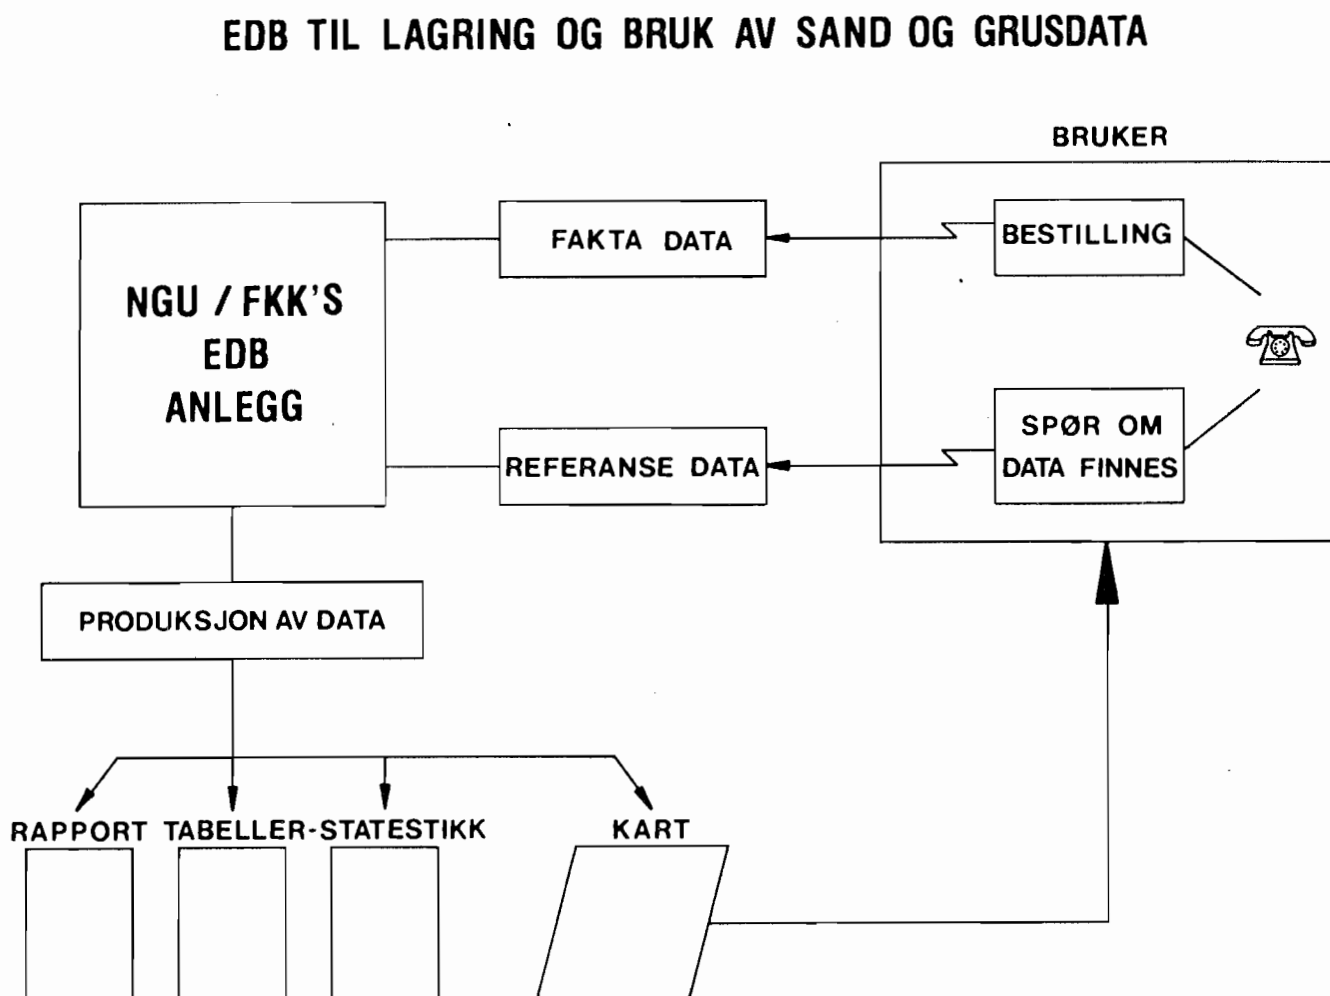 EDB TIL LAGRING OG BRUK AV SAND OG GRUSDATA
BRUKER
NGU / FKK'S
EDB
ANLEGG
FAKTA DATA
BESTILLING
REFERANSE DATA
SPØR OM
DATA FINNES
PRODUKSJON AV DATA
RAPPORT TABELLER-STATESTIKK KART